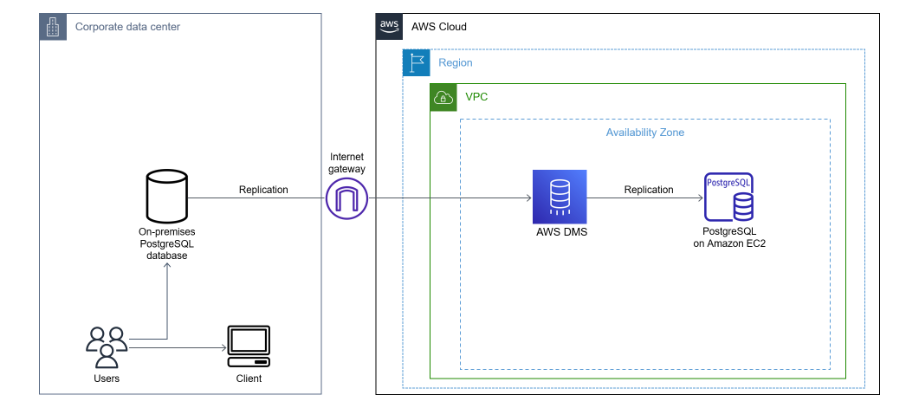 Corporate data center
aws
AWS Cloud
Region
VPC
Availability Zone
Internet
gateway
Replication
Replication
PostgreSQL
On-premises
PostgreSQL
database
AWS DMS
PostgreSQL
on Amazon EC2
Users
Client